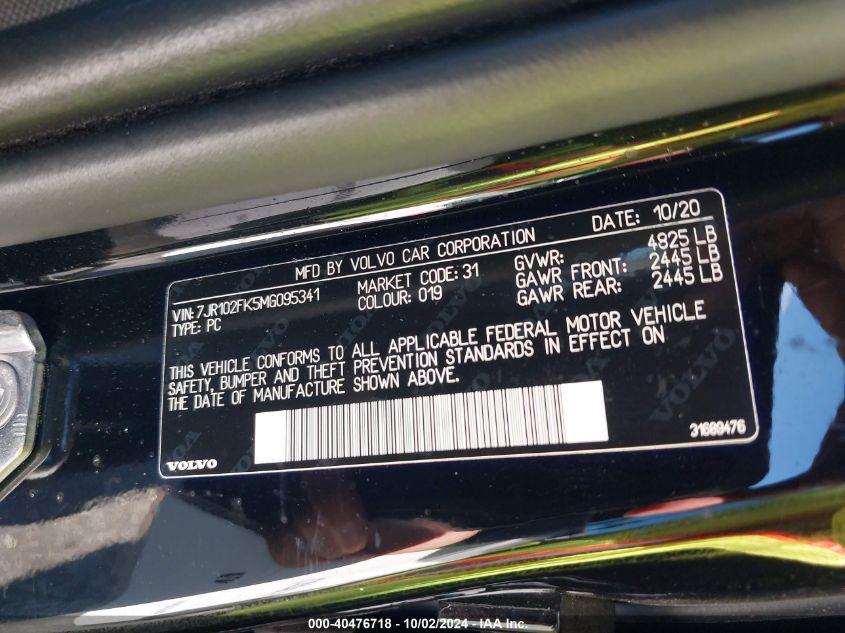 MFD BY VOLVO CAR CORPORATION DATE: 10/20
VIN: 7JR102FK5MG095341 MARKET CODE: 31 GVWR: 4825 LB
TYPE: PC COLOUR: 019 GAWR FRONT: 2445 LB
GAWR REAR: 2445 LB
THIS VEHICLE CONFORMS TO ALL APPLICABLE FEDERAL MOTOR VEHICLE
SAFETY, BUMPER AND THEFT PREVENTION STANDARDS IN EFFECT ON
THE DATE OF MANUFACTURE SHOWN ABOVE.
VOLVO
31689476
000-40476718 - 10/02/2024 - IAA Inc.